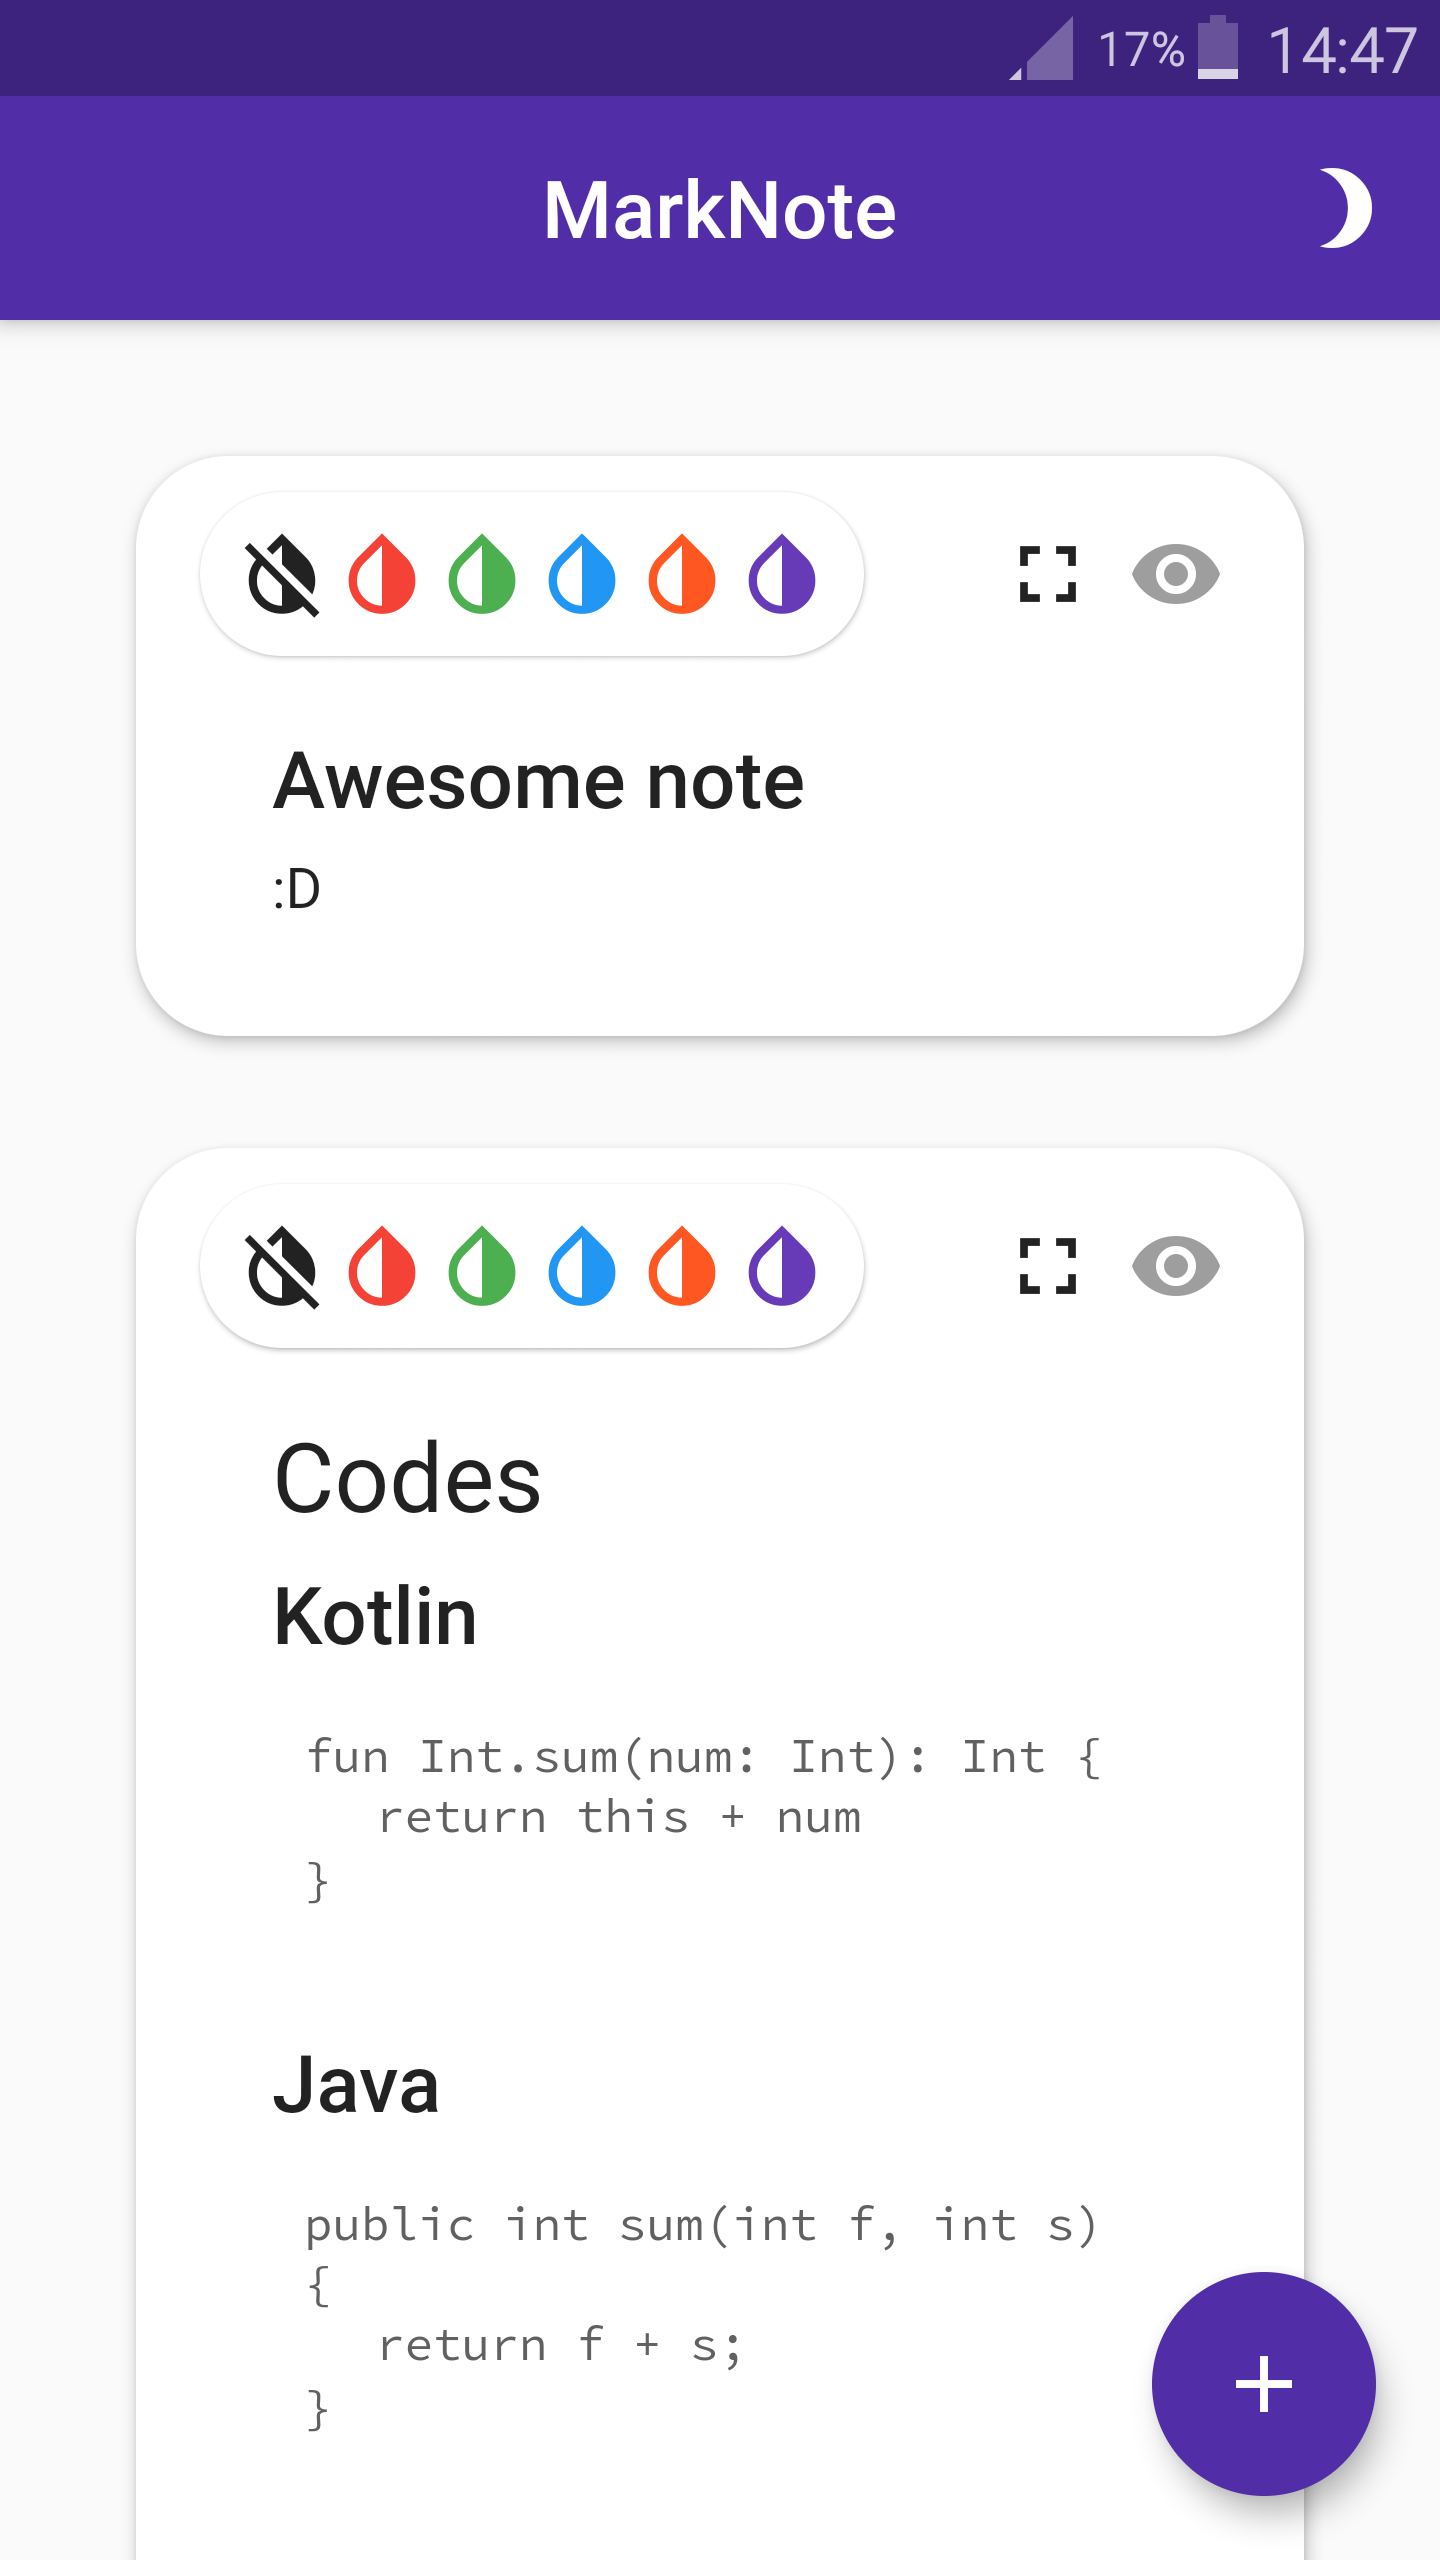 17% 14:47
MarkNote
Awesome note
:D
Codes
Kotlin
fun Int.sum(num: Int): Int {
   return this + num
}
Java
public int sum(int f, int s)
{
   return f + s;
}